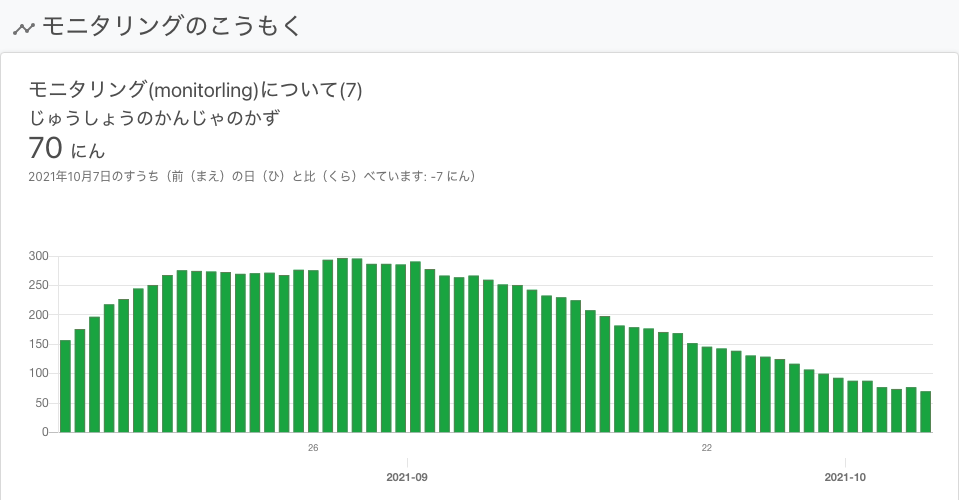 モニタリングのこうもく
モニタリング(monitorling)について(7)
じゅうしょうのかんじゃのかず
70 にん
2021年10月7日のすうち（前（まえ）の日（ひ）と比（くら）べています: -7 にん）
300
250
200
150
100
50
0
26
22
2021-09
2021-10